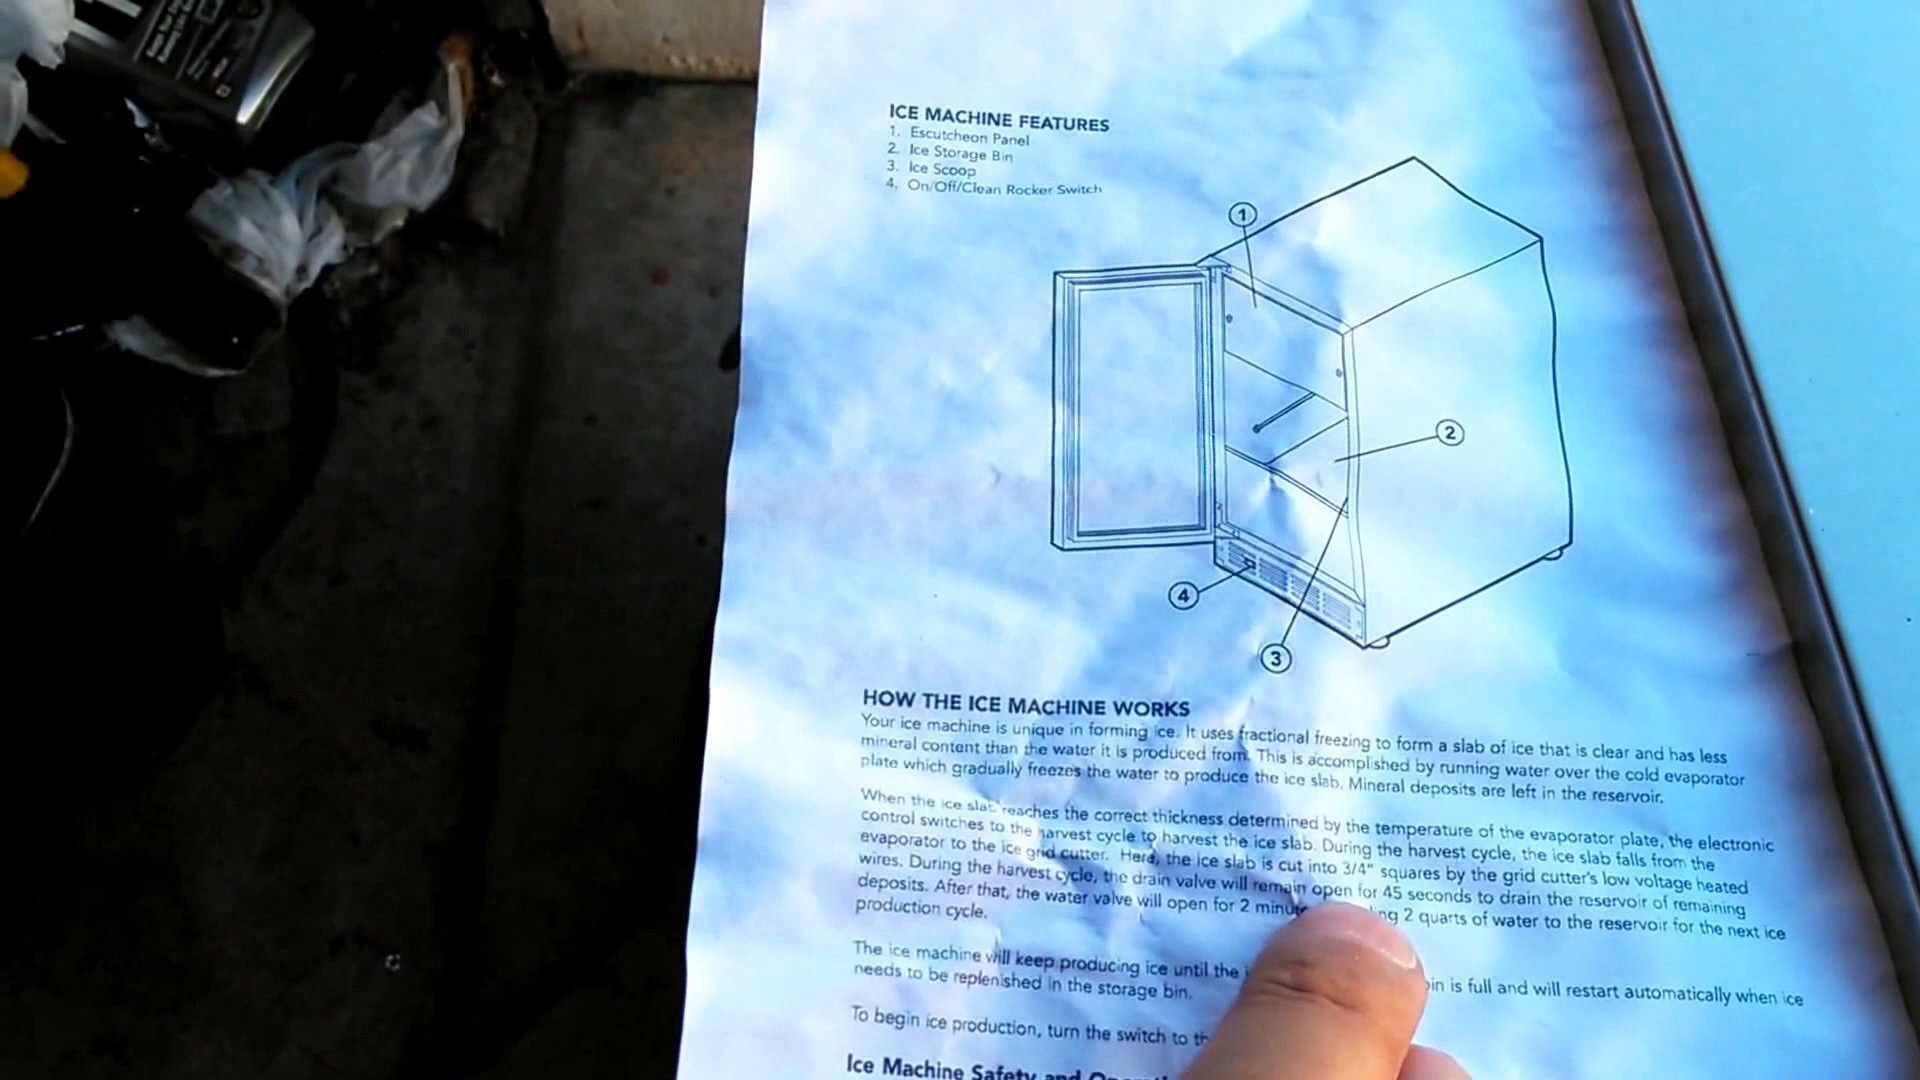 ICE MACHINE FEATURES
1. Escutcheon Panel
2. Ice Storage Bin
3. Ice Scoop
4. On/Off/Clean Rocker Switch
1
2
4
3
HOW THE ICE MACHINE WORKS
Your ice machine is unique in forming ice. It uses fractional freezing to form a slab of ice that is clear and has less
mineral content than the water it is produced from. This is accomplished by running water over the cold evaporator
plate which gradually freezes the water to produce the ice slab. Mineral deposits are left in the reservoir.
When the ice slab reaches the correct thickness determined by the temperature of the evaporator plate, the electronic
control switches to the harvest cycle to harvest the ice slab. During the harvest cycle, the ice slab falls from the
evaporator to the ice grid cutter. Here, the ice slab is cut into 3/4" squares by the grid cutter's low voltage heated
wires. During the harvest cycle, the drain valve will remain open for 45 seconds to drain the reservoir of remaining
deposits. After that, the water valve will open for 2 2 quarts of water to the reservoir for the next ice
production cycle.
The ice machine will keep producing ice until the is full and will restart automatically when ice
needs to be replenished in the storage bin.
To begin ice production, turn the switch to
Ice Machine Safety and